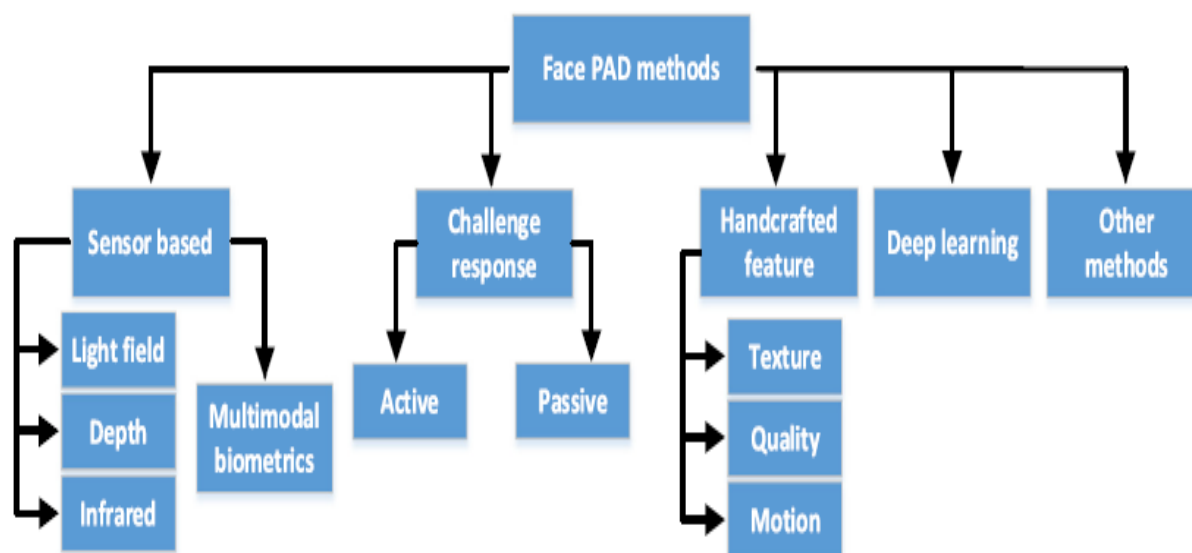 Face PAD methods
Sensor based
Challenge
response
Handcrafted
feature
Deep learning
Other
methods
Light field
Depth
Infrared
Multimodal
biometrics
Active
Passive
Texture
Quality
Motion